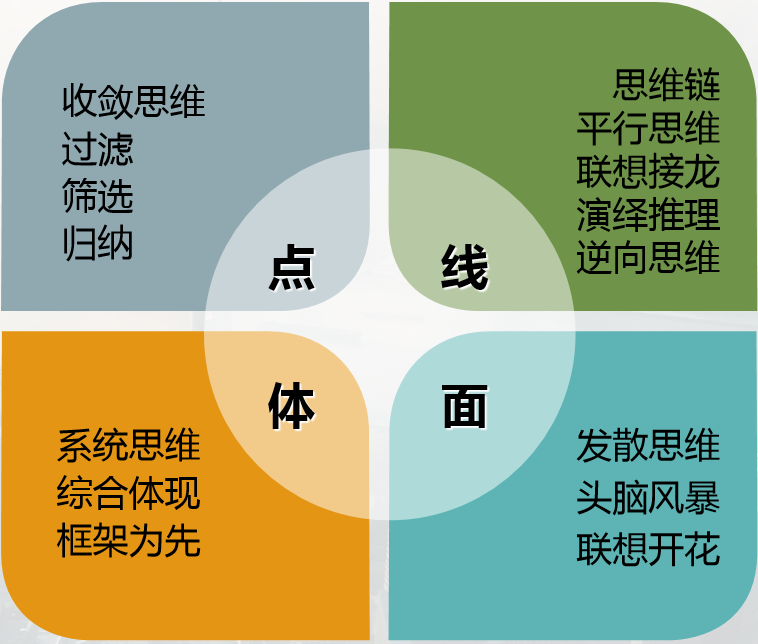 收敛思维
过滤
筛选
归纳
点
思维链
平行思维
联想接龙
演绎推理
逆向思维
线
体
系统思维
综合体现
框架为先
面
发散思维
头脑风暴
联想开花